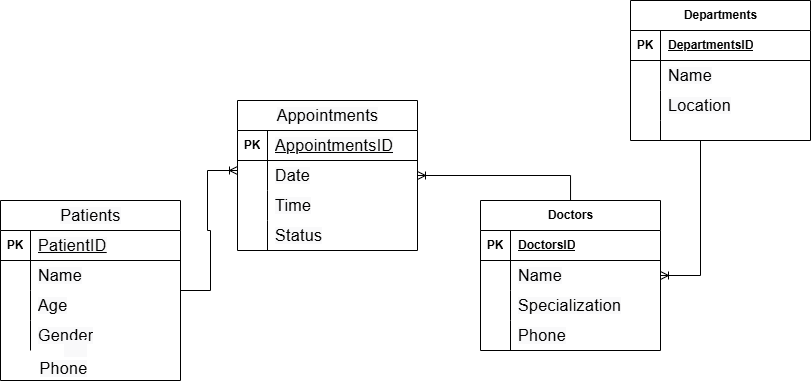 Departments
PK DepartmentsID
Name
Location
Appointments
PK AppointmentsID
Date
Time
Status
Patients
PK PatientID
Name
Age
Gender
Phone
Doctors
PK DoctorsID
Name
Specialization
Phone